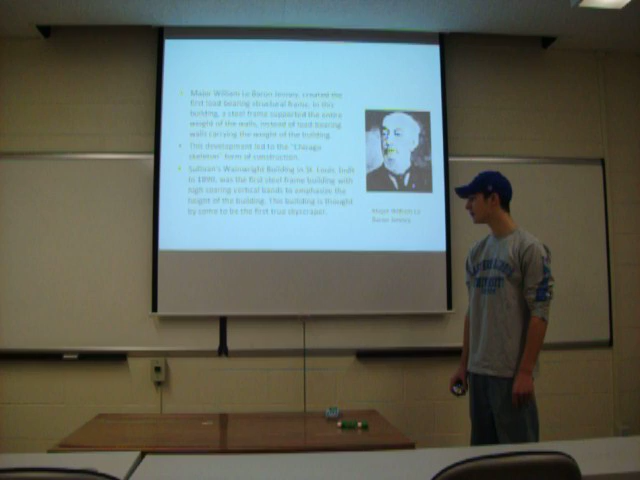 Major William Le Baron Jenney, created the
first load bearing structural frame. In this
building, a steel frame supported the entire
weight of the walls, instead of load bearing
walls carrying the weight of the building.
This development led to the "Chicago
skeleton" form of construction.
Sullivan's Wainwright Building in St. Louis, built
in 1890, was the first steel frame building with
high soaring vertical bands to emphasize the
height of the building. This building is thought
by some to be the first true skyscraper.
Major William Le
Baron Jenney